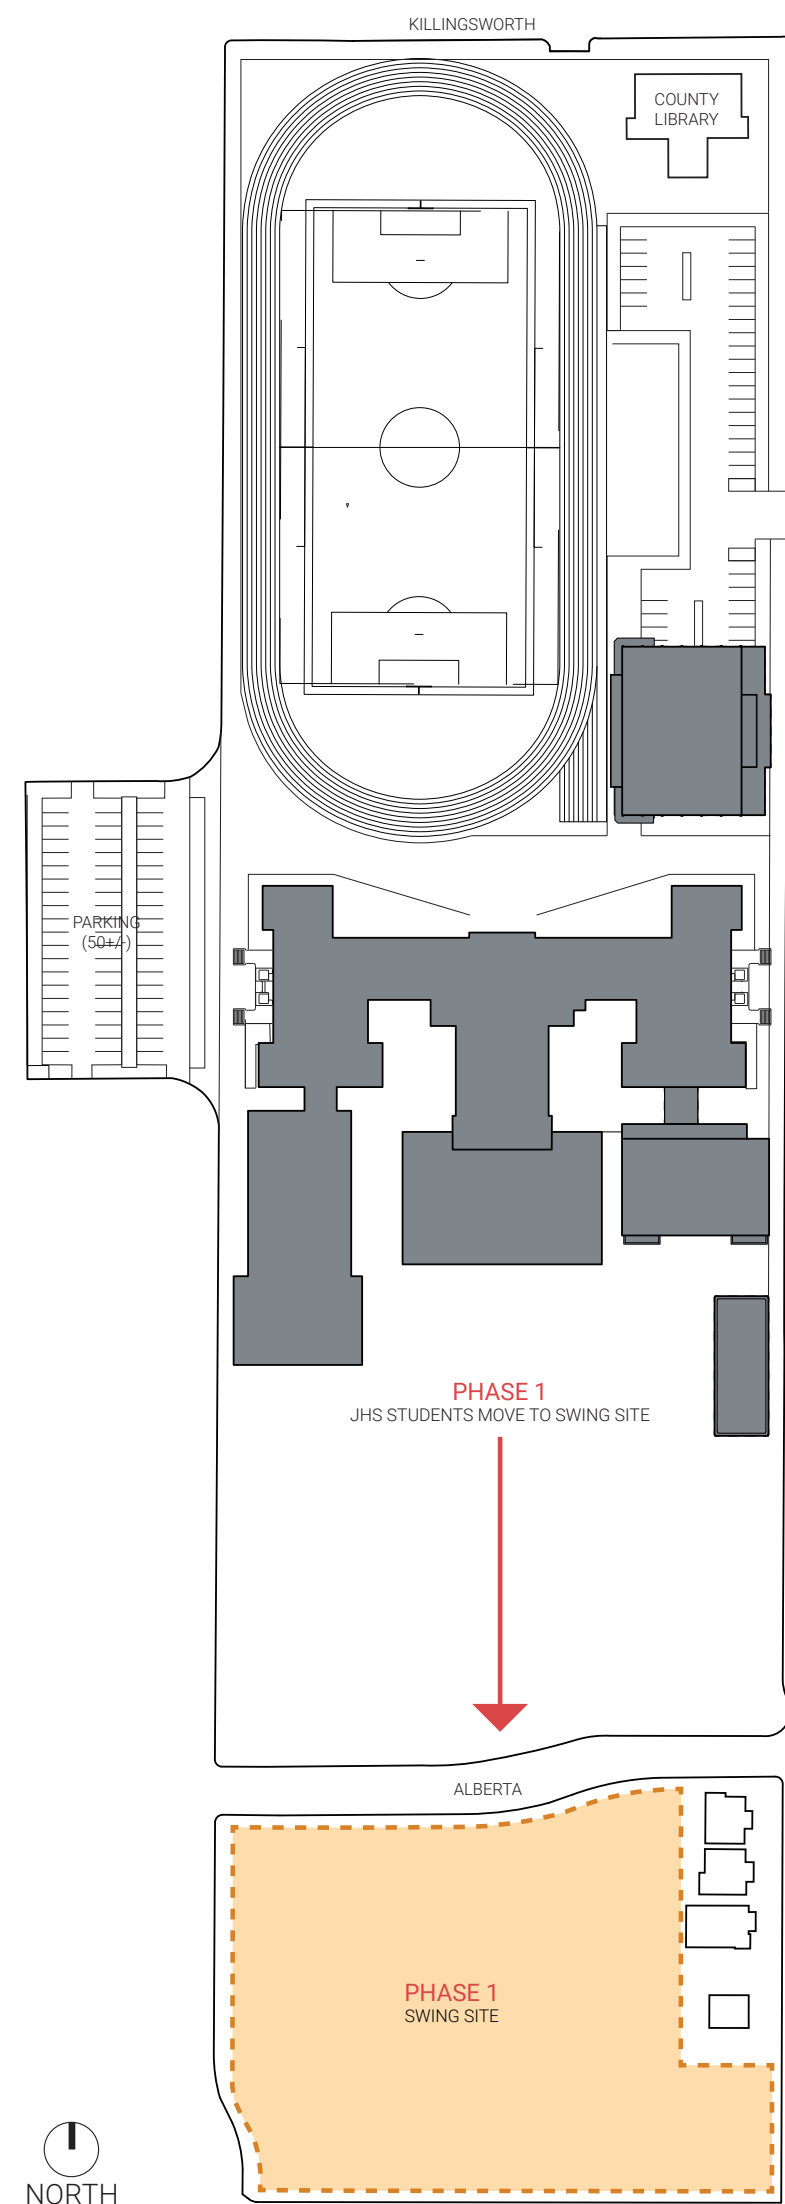 KILLINGSWORTH
COUNTY
LIBRARY
PARKING
(50+/-)
PHASE 1
JHS STUDENTS MOVE TO SWING SITE
ALBERTA
PHASE 1
SWING SITE
NORTH